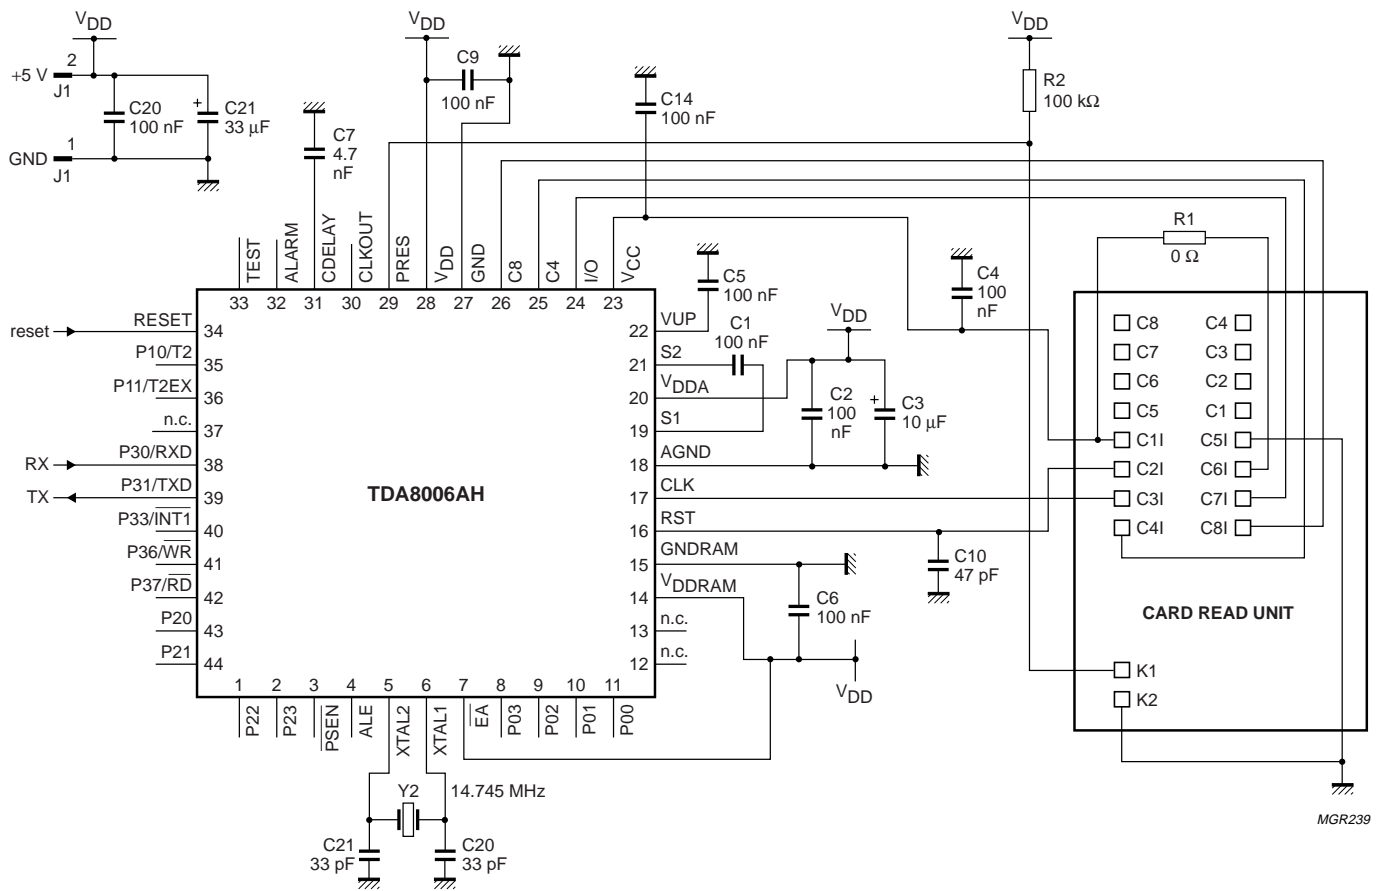 VDD
+5 V
2
J1
C20
100 nF
+
C21
33 µF
GND
1
J1
VDD
C9
100 nF
C7
4.7
nF
C14
100 nF
VDD
R2
100 kΩ
TEST
ALARM
CDELAY
CLKOUT
PRES
VDD
GND
C8
C4
I/O
VCC
33
32
31
30
29
28
27
26
25
24
23
reset
RESET
34
P10/T2
35
P11/T2EX
36
n.c.
37
RX
P30/RXD
38
TX
P31/TXD
39
P33/INT1
40
P36/WR
41
P37/RD
42
P20
43
P21
44
TDA8006AH
22
VUP
21
S2
20
VDDA
19
S1
18
AGND
17
CLK
16
RST
15
GNDRAM
14
VDDRAM
13
n.c.
12
n.c.
C5
100 nF
C1
100 nF
VDD
C2
100
nF
+
C3
10 µF
C4
100
nF
R1
0 Ω
C10
47 pF
C6
100 nF
VDD
C8
C4
C7
C3
C6
C2
C5
C1
C1I
C5I
C2I
C6I
C3I
C7I
C4I
C8I
CARD READ UNIT
K1
K2
1
2
3
4
5
6
7
8
9
10
11
P22
P23
PSEN
ALE
XTAL2
XTAL1
EA
P03
P02
P01
P00
Y2
14.745 MHz
C21
33 pF
C20
33 pF
MGR239